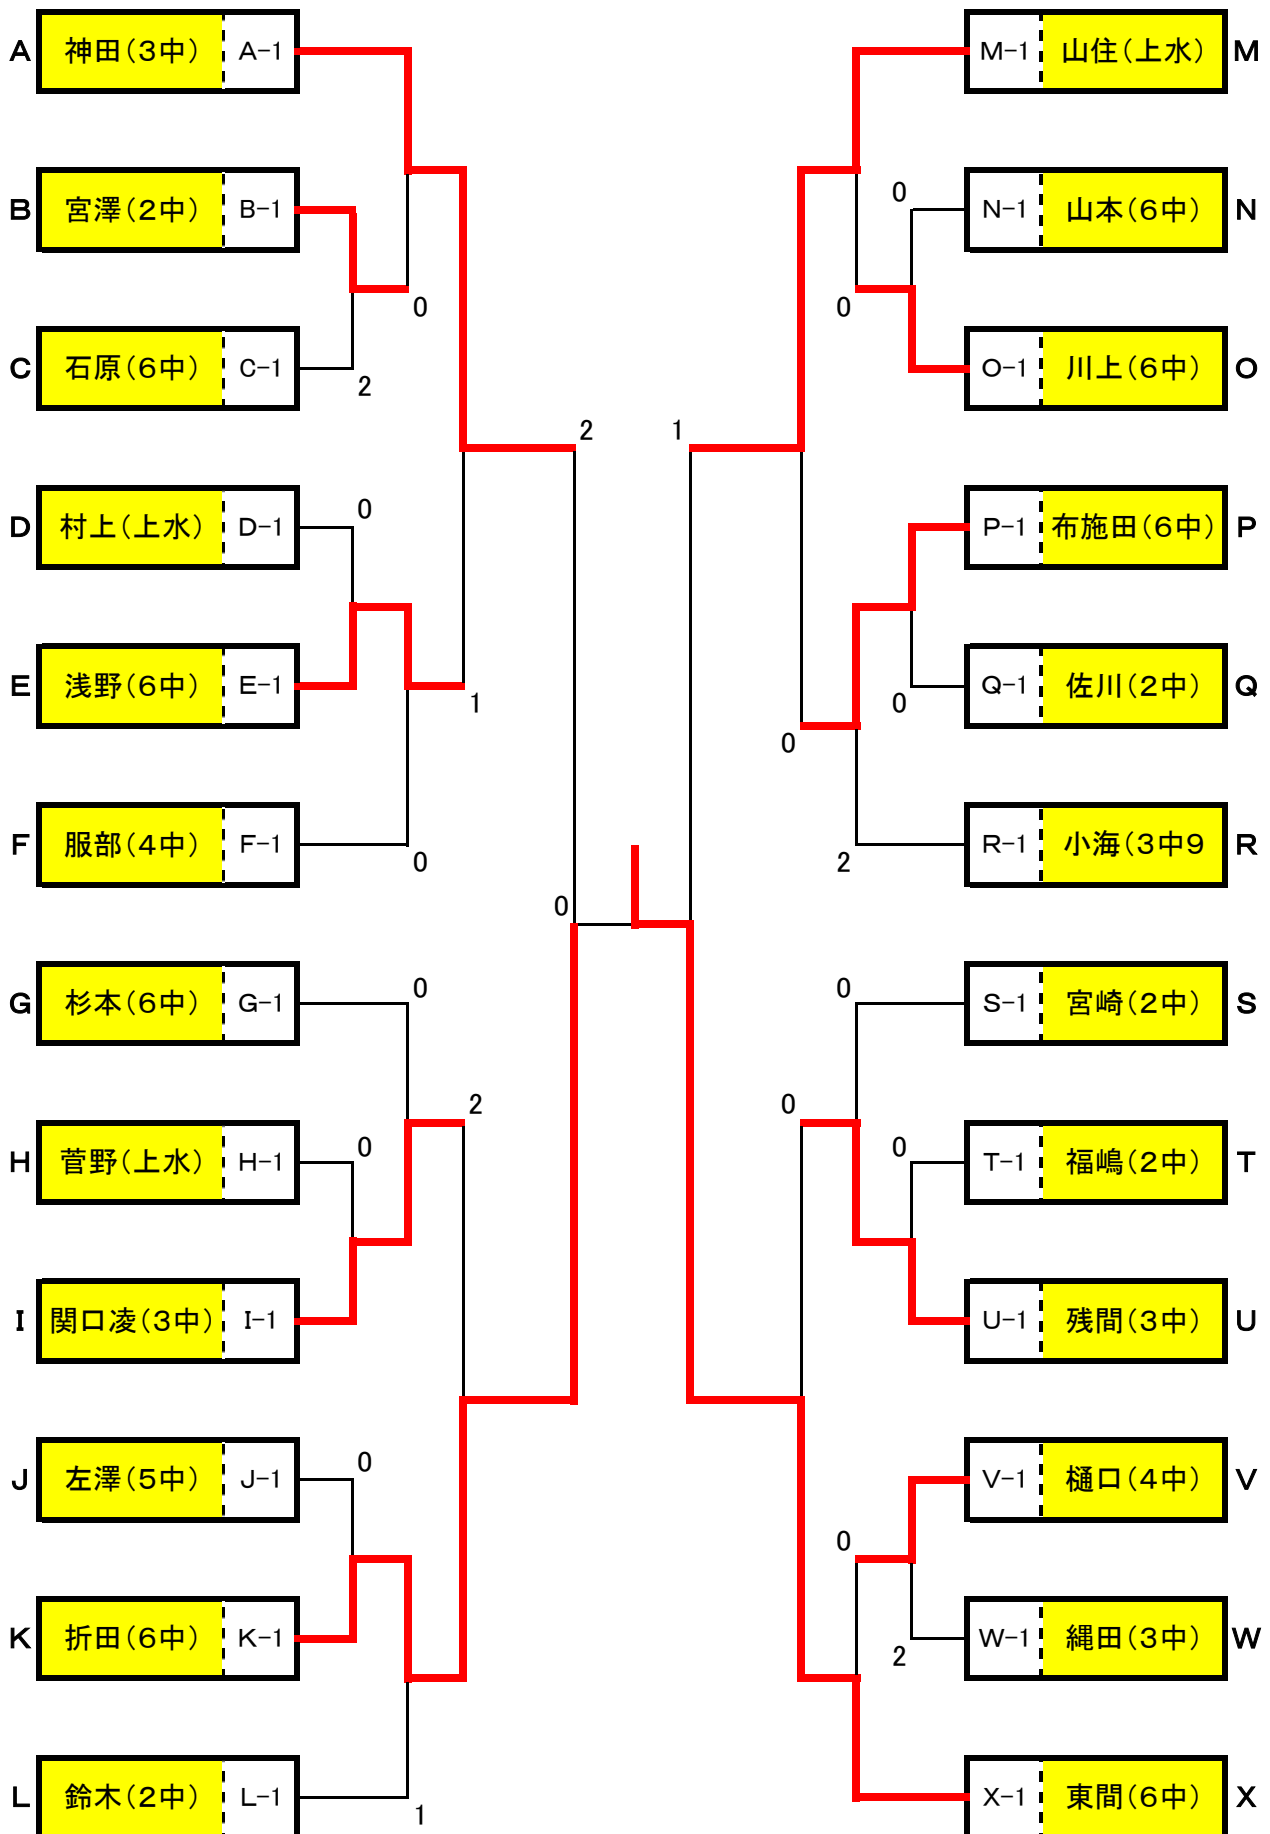 A 神田(3中) A-1
B 宮澤(2中) B-1
0
C 石原(6中) C-1
2
2
D 村上(上水) D-1
0
E 浅野(6中) E-1
1
F 服部(4中) F-1
0
0
G 杉本(6中) G-1
0
2
H 菅野(上水) H-1
0
I 関口凌(3中) I-1
J 左澤(5中) J-1
0
K 折田(6中) K-1
L 鈴木(2中) L-1
1
M-1 山住(上水) M
0
N-1 山本(6中) N
0
O-1 川上(6中) O
1
P-1 布施田(6中) P
Q-1 佐川(2中) Q
0
0
R-1 小海(3中9 R
2
0
S-1 宮崎(2中) S
0
0
T-1 福嶋(2中) T
U-1 残間(3中) U
V-1 樋口(4中) V
0
W-1 縄田(3中) W
2
X-1 東間(6中) X